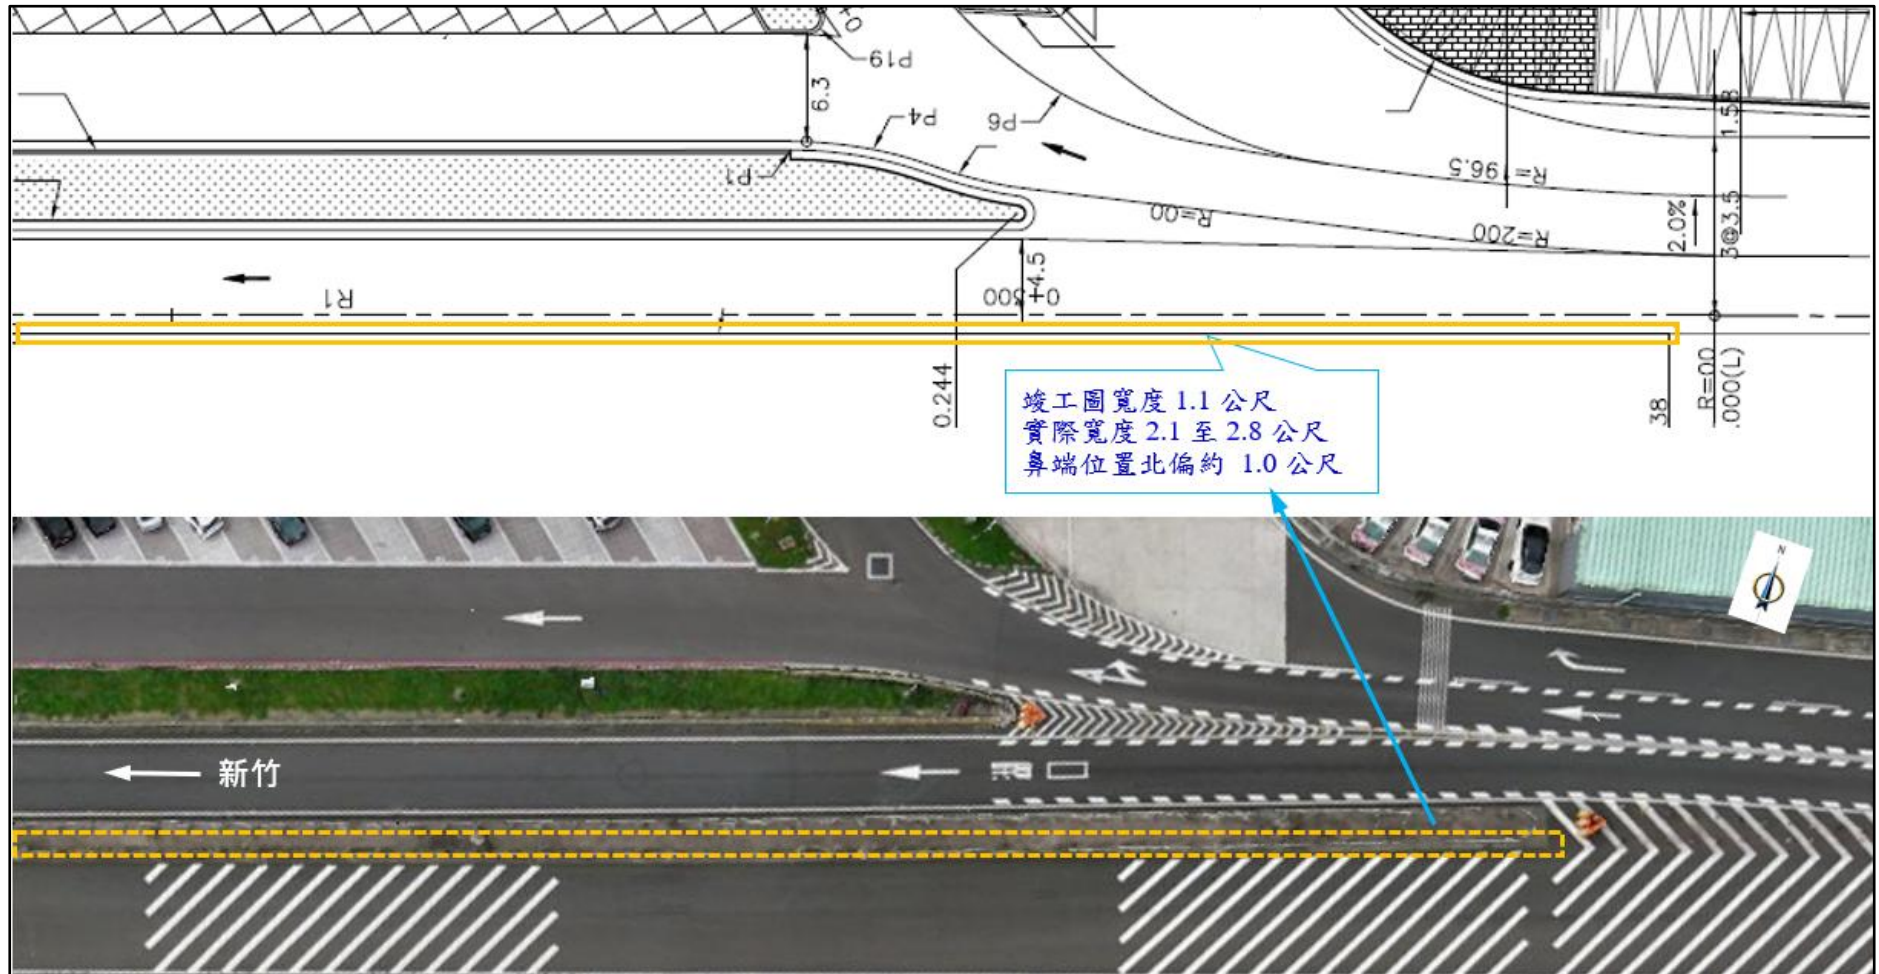 P19
6.3
P4
P6
P1
R=96.5
R=00
R=200
2.0%
3@3.5
1.58
4.5
0+300
R1
0.244
38
R=00
.000(L)
竣工圖寬度 1.1 公尺
實際寬度 2.1 至 2.8 公尺
鼻端位置北偏約 1.0 公尺
N
新竹